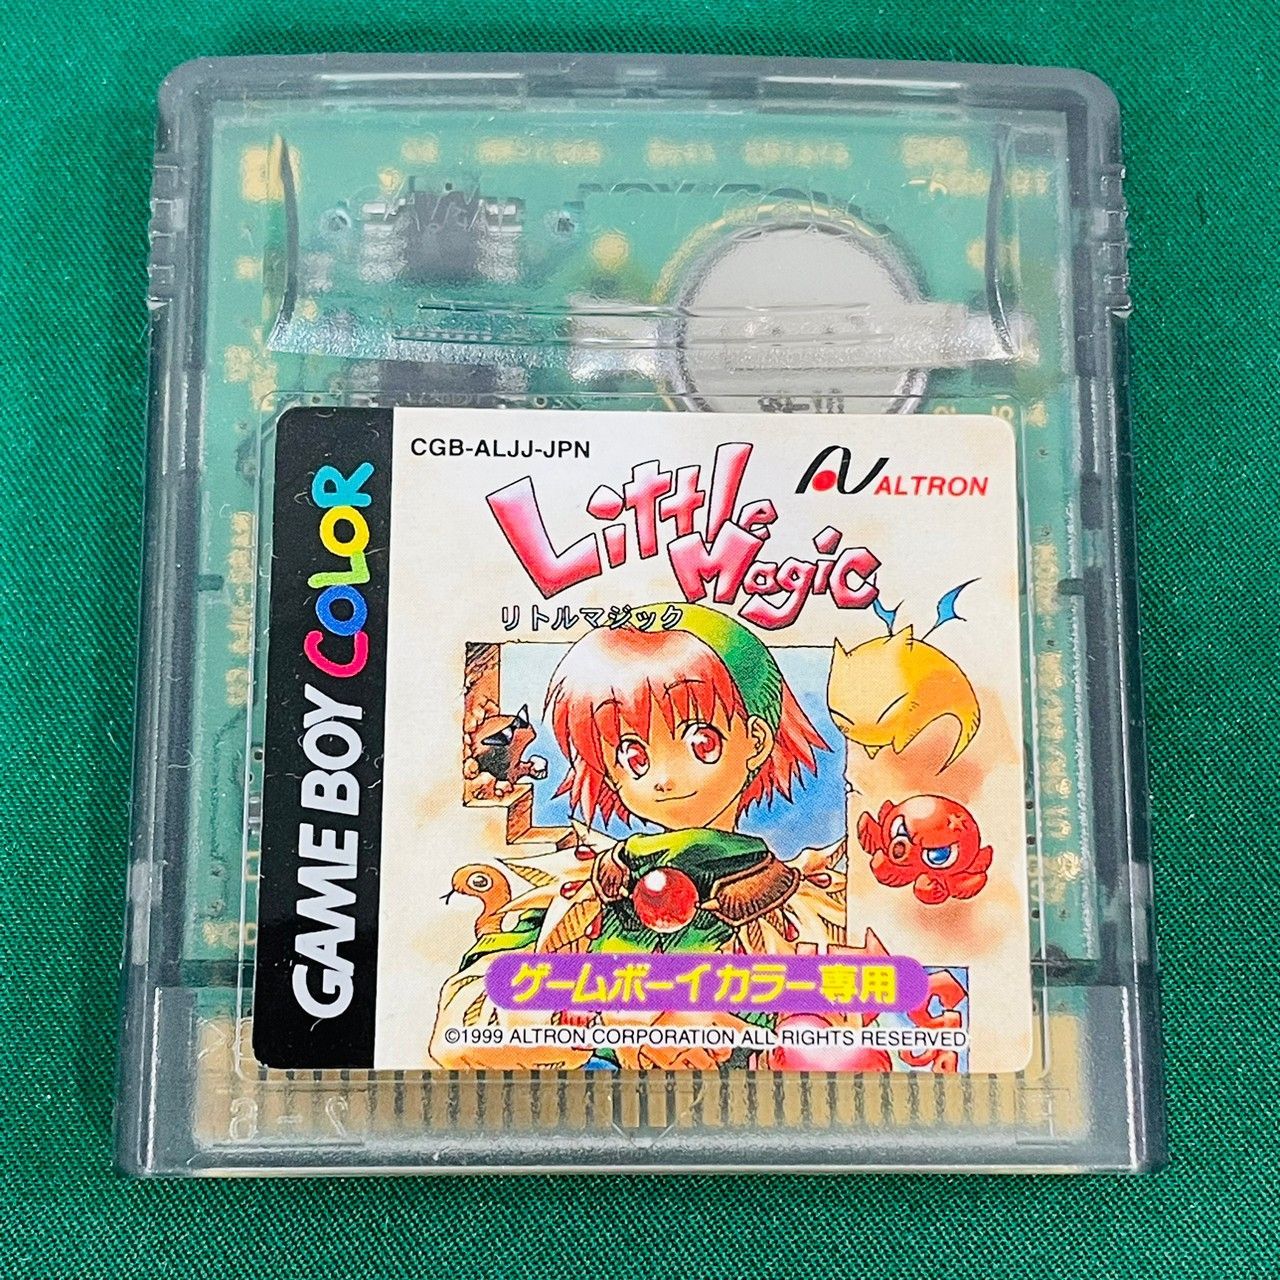 CGB-ALJJ-JPN
ALTRON
Little
Magic
リトルマジック
GAME BOY COLOR
ゲームボーイカラー専用
©1999 ALTRON CORPORATION ALL RIGHTS RESERVED